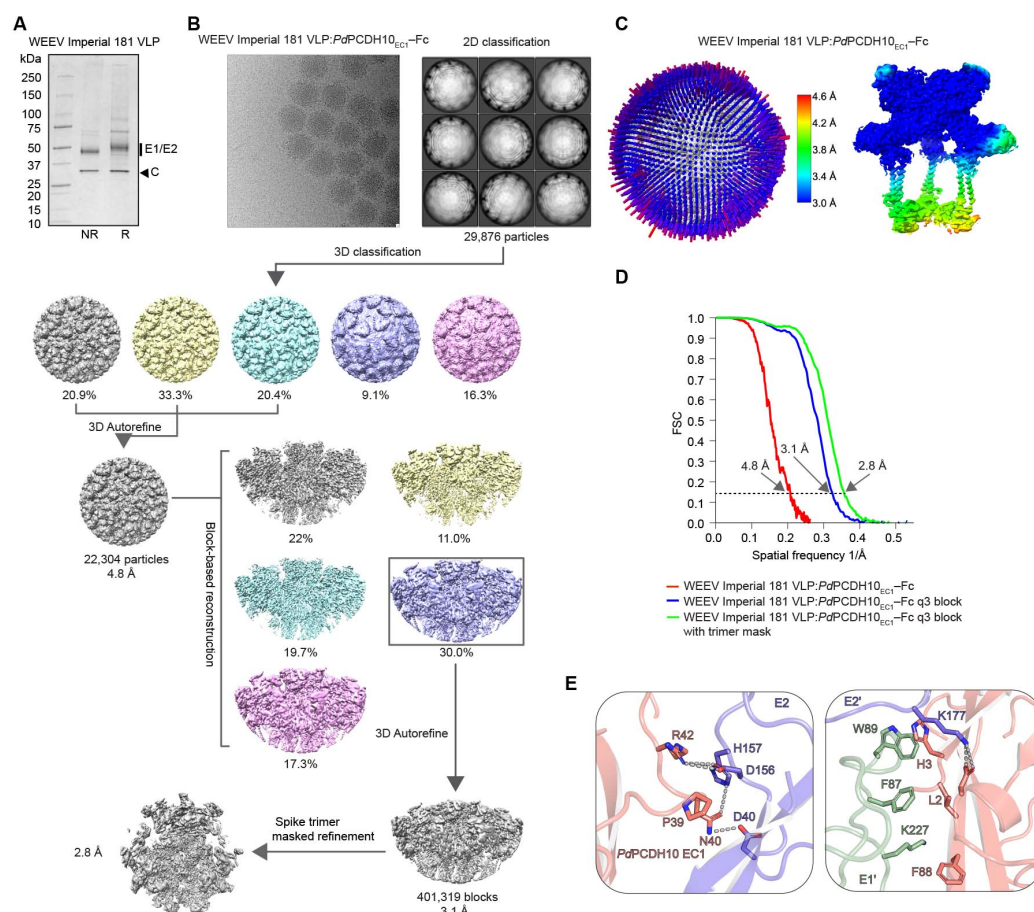 A
WEEV Imperial 181 VLP
kDa
250
150
100
75
50
37
25
20
15
10
E1/E2
C
NR R
B
WEEV Imperial 181 VLP:PdPCDH10EC1–Fc
2D classification
29,876 particles
3D classification
20.9%
33.3%
20.4%
9.1%
16.3%
3D Autorefine
22,304 particles
4.8 Å
Block-based reconstruction
22%
11.0%
19.7%
30.0%
17.3%
3D Autorefine
401,319 blocks
3.1 Å
Spike trimer
masked refinement
2.8 Å
C
WEEV Imperial 181 VLP:PdPCDH10EC1–Fc
4.6 Å
4.2 Å
3.8 Å
3.4 Å
3.0 Å
D
1.0
0.9
0.8
0.7
0.6
0.5
0.4
0.3
0.2
0.1
0.0
FSC
4.8 Å
3.1 Å
2.8 Å
0.0 0.1 0.2 0.3 0.4 0.5
Spatial frequency 1/Å
WEEV Imperial 181 VLP:PdPCDH10EC1–Fc
WEEV Imperial 181 VLP:PdPCDH10EC1–Fc q3 block
WEEV Imperial 181 VLP:PdPCDH10EC1–Fc q3 block
with trimer mask
E
E2
R42
H157
D156
P39
D40
N40
PdPCDH10 EC1
E2'
K177
W89
H3
F87
L2
K227
F88
E1'